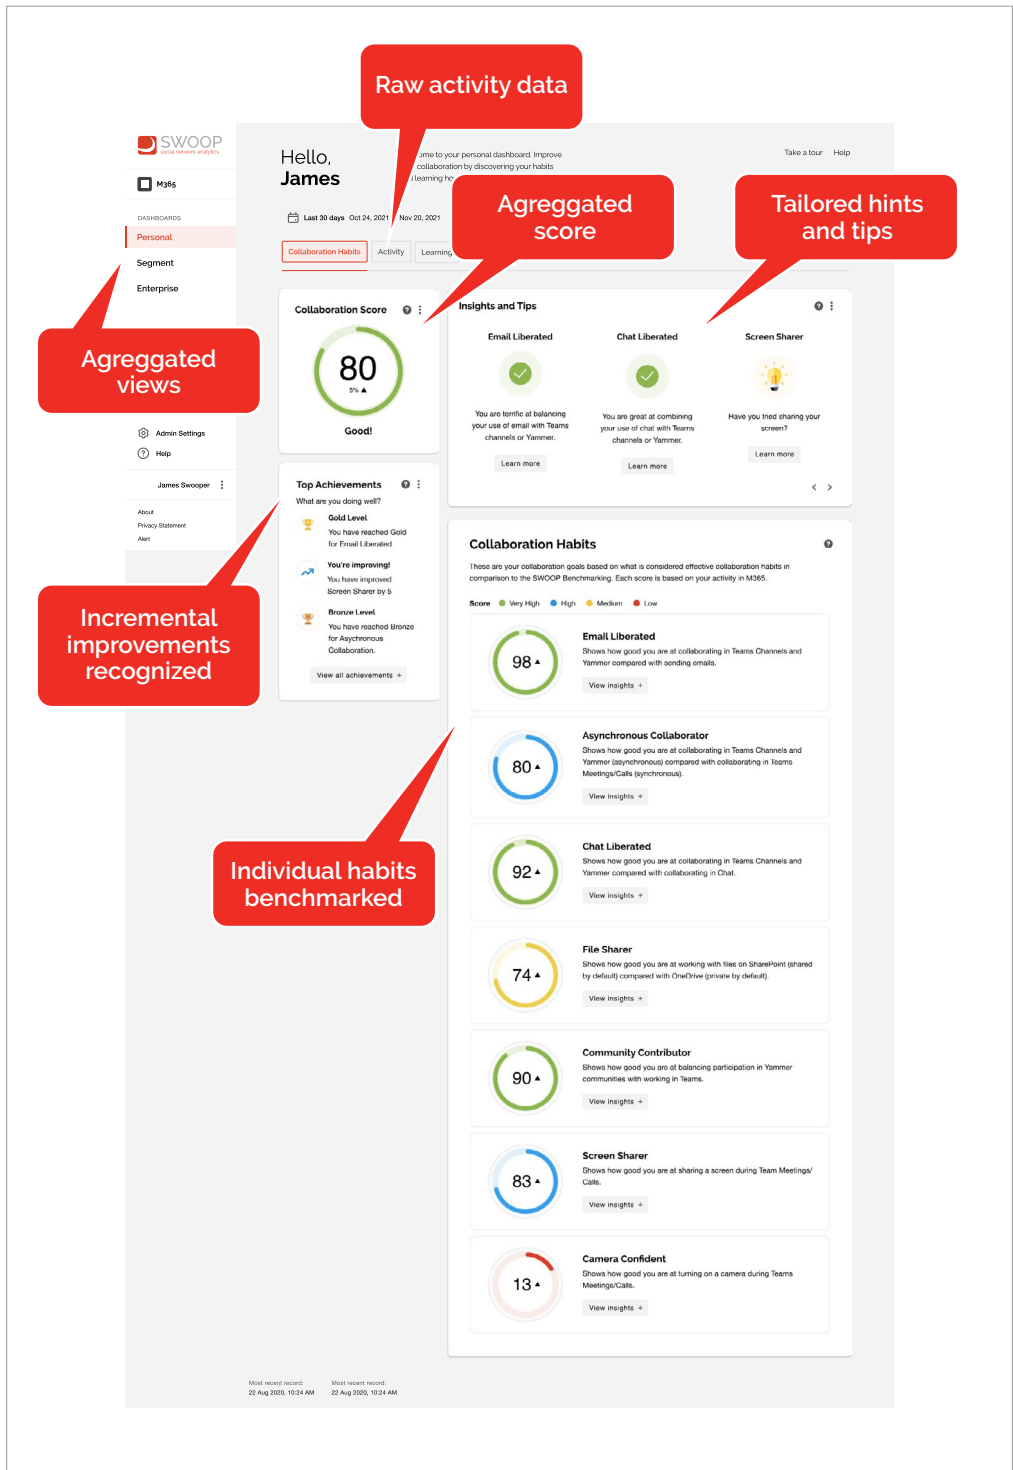 Raw activity data
SWOOP
social network analytics
M365
DASHBOARDS
Personal
Segment
Enterprise
Agreggated
views
Admin Settings
Help
James Swooper
About
Privacy Statement
Alert
Hello,
James
ome to your personal dashboard. Improve
collaboration by discovering your habits
learning
Take a tour Help
Last 30 days Oct 24, 2021 Nov 20, 2021
Agreggated
score
Tailored hints
and tips
Collaboration Habits Activity Learning
Collaboration Score
80
5% ▲
Good!
Insights and Tips
Email Liberated
You are terrific at balancing
your use of email with Teams
channels or Yammer.
Learn more
Chat Liberated
You are great at combining
your use of chat with Teams
channels or Yammer.
Learn more
Screen Sharer
Have you tried sharing your
screen?
Learn more
Top Achievements
What are you doing well?
Gold Level
You have reached Gold
for Email Liberated
You're improving!
You have improved
Screen Sharer by 5
Bronze Level
You have reached Bronze
for Asychronous
Collaboration.
View all achievements +
Incremental
improvements
recognized
Individual habits
benchmarked
Collaboration Habits
These are your collaboration goals based on what is considered effective collaboration habits in
comparison to the SWOOP Benchmarking. Each score is based on your activity in M365.
Score Very High High Medium Low
98 ▲
Email Liberated
Shows how good you are at collaborating in Teams Channels and
Yammer compared with sending emails.
View insights +
80 ▲
Asynchronous Collaborator
Shows how good you are at collaborating in Teams Channels and
Yammer (asynchronous) compared with collaborating in Teams
Meetings/Calls (synchronous).
View insights +
92 ▲
Chat Liberated
Shows how good you are at collaborating in Teams Channels and
Yammer compared with collaborating in Chat.
View insights +
74 ▲
File Sharer
Shows how good you are at working with files on SharePoint (shared
by default) compared with OneDrive (private by default).
View insights +
90 ▲
Community Contributor
Shows how good you are at balancing participation in Yammer
communities with working in Teams.
View insights +
83 ▲
Screen Sharer
Shows how good you are at sharing a screen during Team Meetings/
Calls.
View insights +
13 ▲
Camera Confident
Shows how good you are at turning on a camera during Teams
Meetings/Calls.
View insights +
Most recent record: Most recent record:
22 Aug 2020, 10:24 AM 22 Aug 2020, 10:24 AM